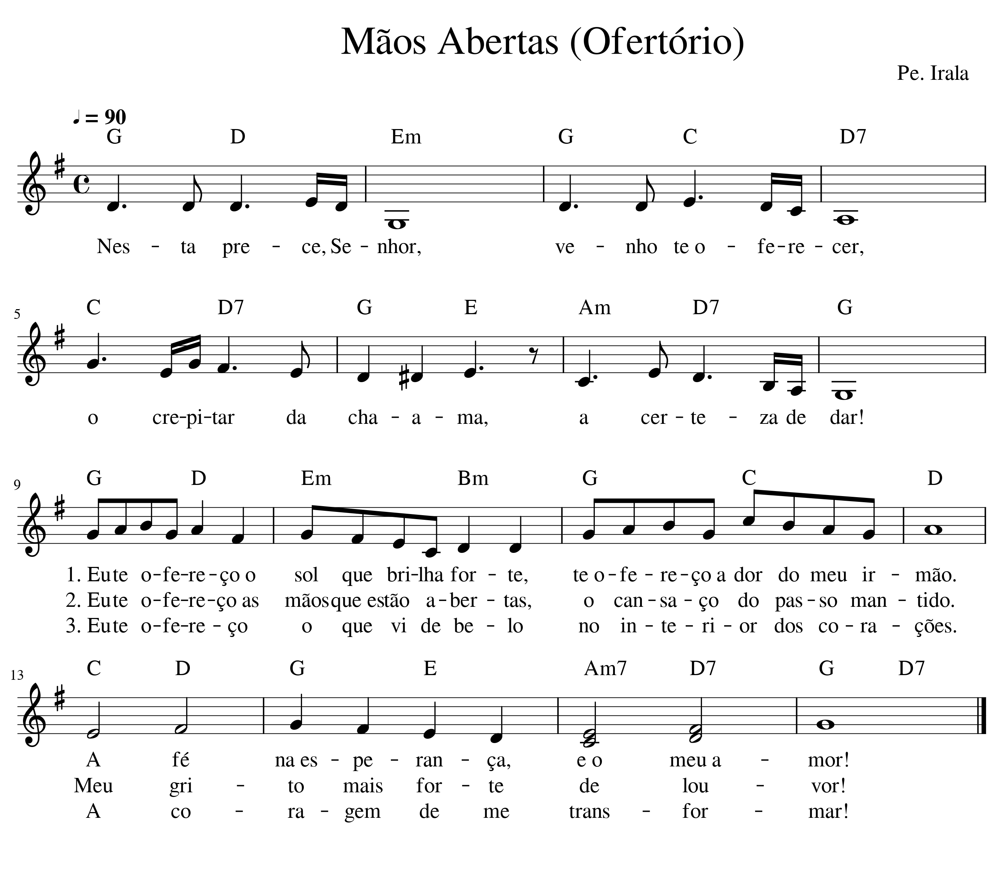 Mãos Abertas (Ofertório)
Pe. Irala
♩ = 90
G D Em G C D7
Nes - ta pre - ce, Se - nhor, ve - nho te o - fe - re - cer,
C D7 G E Am D7 G
5
o cre - pi - tar da cha - a - ma, a cer - te - za de dar!
G D Em Bm G C D
9
1. Eu te o - fe - re - ço o sol que bri - lha for - te, te o - fe - re - ço a dor do meu ir - mão.
2. Eu te o - fe - re - ço as mãos que estão a - ber - tas, o can - sa - ço do pas - so man - tido.
3. Eu te o - fe - re - ço o que vi de be - lo no in - te - ri - or dos co - ra - ções.
C D G E Am7 D7 G D7
13
A fé na es - pe - ran - ça, e o meu a - mor!
Meu gri - to mais for - te de lou - vor!
A co - ra - gem de me trans - for - mar!